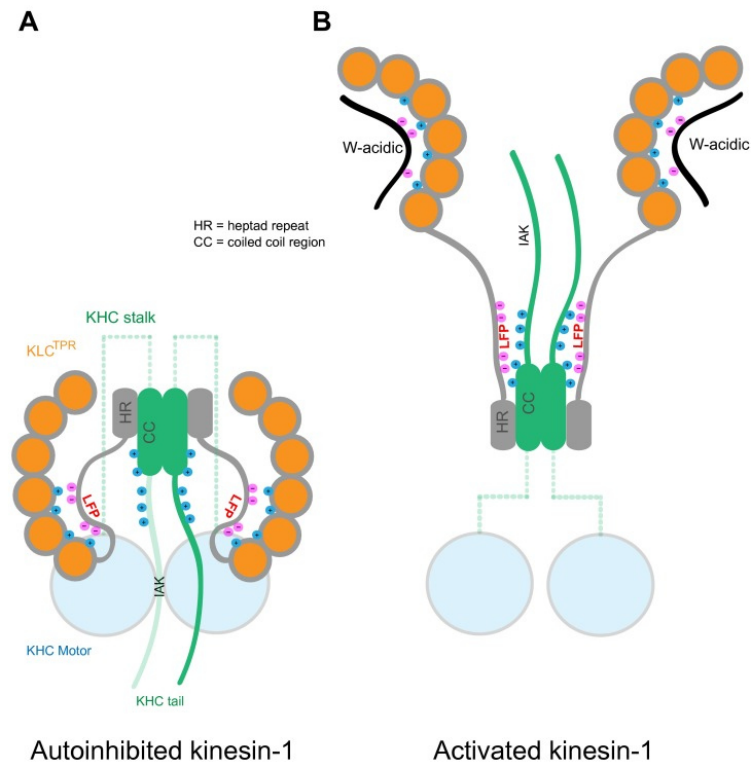 A
B
W-acidic
W-acidic
IAK
HR = heptad repeat
CC = coiled coil region
KHC stalk
LFP
LFP
KLCTPR
HR
CC
HR
CC
LFP
LFP
IAK
KHC Motor
KHC tail
Autoinhibited kinesin-1
Activated kinesin-1